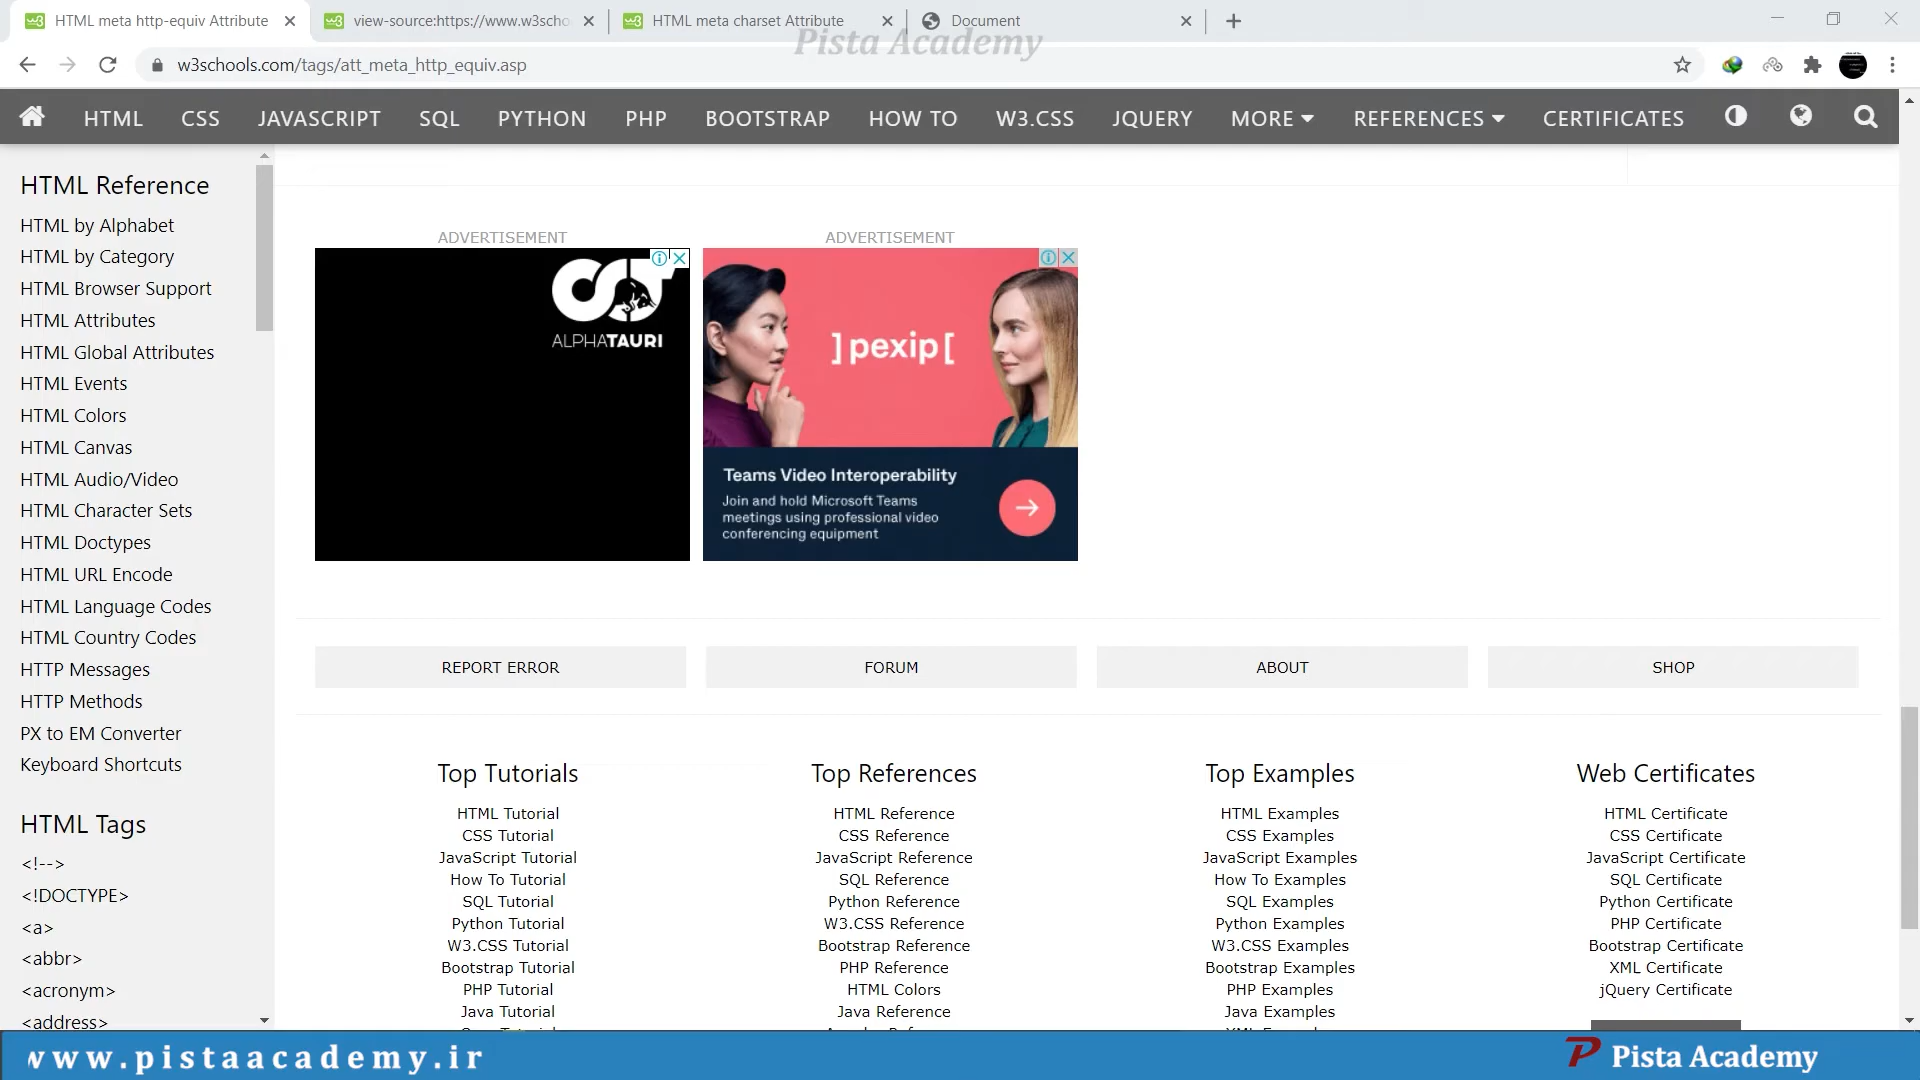 HTML meta http-equiv Attribute
view-source:https://www.w3scho
HTML meta charset Attribute
Document
Pista Academy
w3schools.com/tags/att_meta_http_equiv.asp
HTML CSS JAVASCRIPT SQL PYTHON PHP BOOTSTRAP HOW TO W3.CSS JQUERY MORE REFERENCES CERTIFICATES
HTML Reference
HTML by Alphabet
HTML by Category
HTML Browser Support
HTML Attributes
HTML Global Attributes
HTML Events
HTML Colors
HTML Canvas
HTML Audio/Video
HTML Character Sets
HTML Doctypes
HTML URL Encode
HTML Language Codes
HTML Country Codes
HTTP Messages
HTTP Methods
PX to EM Converter
Keyboard Shortcuts
HTML Tags
<!-->
<!DOCTYPE>
<a>
<abbr>
<acronym>
<address>
ADVERTISEMENT
ALPHATAURI
ADVERTISEMENT
]pexip[
Teams Video Interoperability
Join and hold Microsoft Teams
meetings using professional video
conferencing equipment
REPORT ERROR
FORUM
ABOUT
SHOP
Top Tutorials
HTML Tutorial
CSS Tutorial
JavaScript Tutorial
How To Tutorial
SQL Tutorial
Python Tutorial
W3.CSS Tutorial
Bootstrap Tutorial
PHP Tutorial
Java Tutorial
Top References
HTML Reference
CSS Reference
JavaScript Reference
SQL Reference
Python Reference
W3.CSS Reference
Bootstrap Reference
PHP Reference
HTML Colors
Java Reference
Top Examples
HTML Examples
CSS Examples
JavaScript Examples
How To Examples
SQL Examples
Python Examples
W3.CSS Examples
Bootstrap Examples
PHP Examples
Java Examples
Web Certificates
HTML Certificate
CSS Certificate
JavaScript Certificate
SQL Certificate
Python Certificate
PHP Certificate
Bootstrap Certificate
XML Certificate
jQuery Certificate
www.pistaacademy.ir
Pista Academy